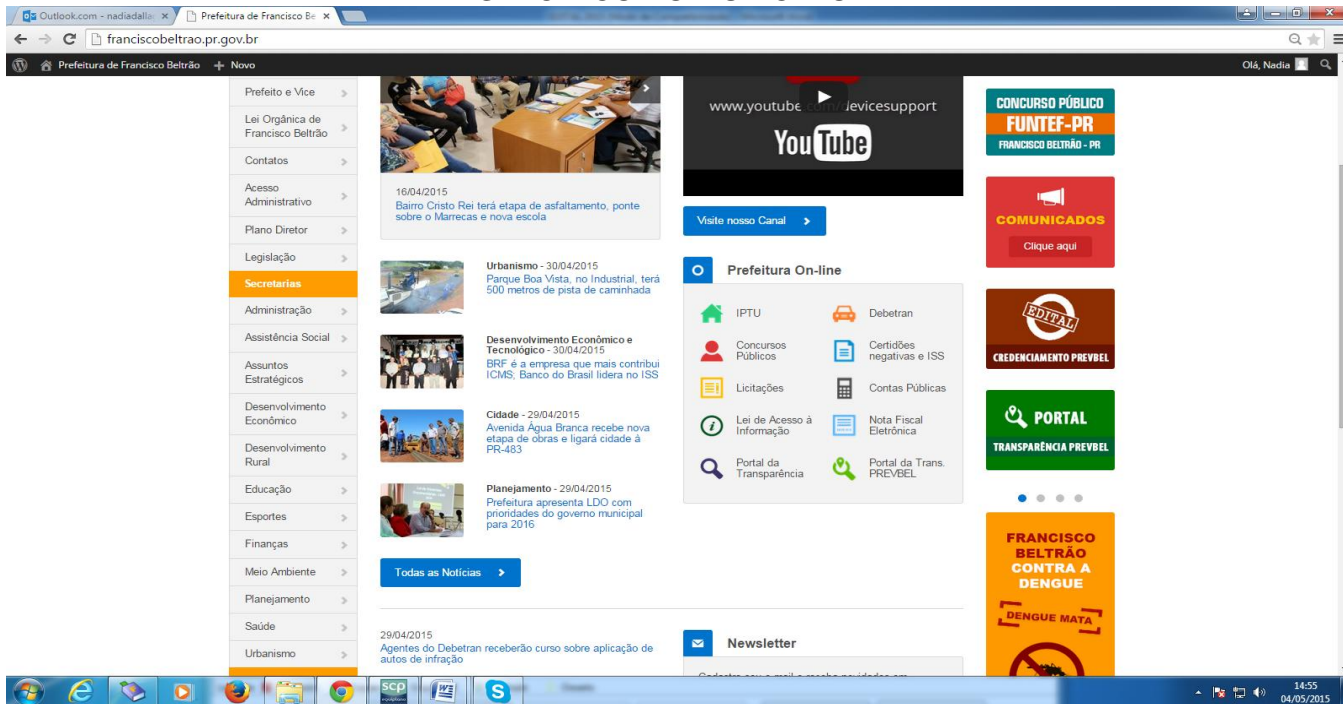 Outlook.com - nadiadalla
Prefeitura de Francisco Be
franciscobeltrao.pr.gov.br
Prefeitura de Francisco Beltrão
+ Novo
Olá, Nadia
Prefeito e Vice
Lei Orgânica de
Francisco Beltrão
Contatos
Acesso
Administrativo
Plano Diretor
Legislação
Secretarias
Administração
Assistência Social
Assuntos
Estratégicos
Desenvolvimento
Econômico
Desenvolvimento
Rural
Educação
Esportes
Finanças
Meio Ambiente
Planejamento
Saúde
Urbanismo
16/04/2015
Bairro Cristo Rei terá etapa de asfaltamento, ponte
sobre o Marrecas e nova escola
Urbanismo - 30/04/2015
Parque Boa Vista, no Industrial, terá
500 metros de pista de caminhada
Desenvolvimento Econômico e
Tecnológico - 30/04/2015
BRF é a empresa que mais contribui
ICMS; Banco do Brasil lidera no ISS
Cidade - 29/04/2015
Avenida Água Branca recebe nova
etapa de obras e ligará cidade à
PR-483
Planejamento - 29/04/2015
Prefeitura apresenta LDO com
prioridades do governo municipal
para 2016
Todas as Notícias
29/04/2015
Agentes do Debetran receberão curso sobre aplicação de
autos de infração
www.youtube.com/devicesupport
YouTube
Visite nosso Canal
Prefeitura On-line
IPTU
Debetran
Concursos
Públicos
Certidões
negativas e ISS
Licitações
Contas Públicas
Lei de Acesso à
Informação
Nota Fiscal
Eletrônica
Portal da
Transparência
Portal da Trans.
PREVBEL
Newsletter
CONCURSO PÚBLICO
FUNTEF-PR
FRANCISCO BELTRÃO - PR
COMUNICADOS
Clique aqui
EDITAL
CREDENCIAMENTO PREVBEL
PORTAL
TRANSPARÊNCIA PREVBEL
FRANCISCO
BELTRÃO
CONTRA A
DENGUE
DENGUE MATA
scp
14:55
04/05/2015